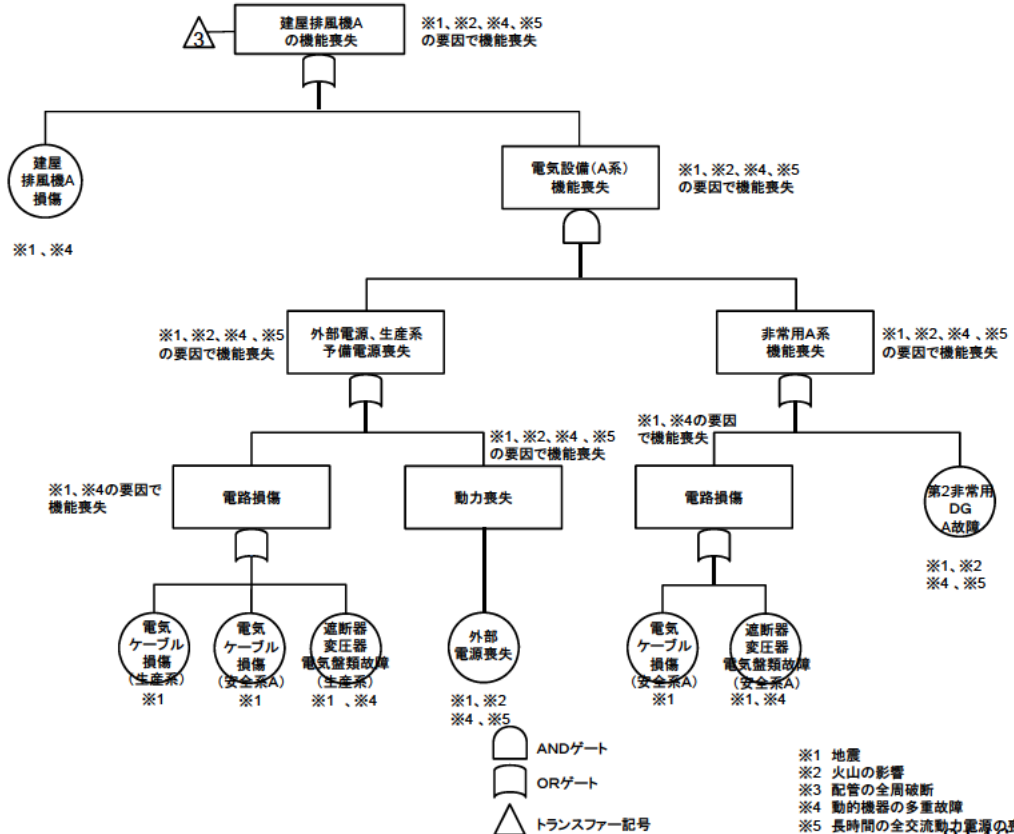 建屋排風機A
の機能喪失
※1、※2、※4、※5
の要因で機能喪失
3
建屋
排風機A
損傷
※1 、※4
電気設備(A系)
機能喪失
※1、※2、※4、※5
の要因で機能喪失
※1、※2、※4 、※5
の要因で機能喪失
外部電源、生産系
予備電源喪失
非常用A系
機能喪失
※1、※2、※4 、※5
の要因で機能喪失
※1、※4の要因で
機能喪失
電路損傷
※1、※2、※4 、※5
の要因で機能喪失
動力喪失
※1、※4の要因
で機能喪失
電路損傷
第2非常用
DG
A故障
※1、※2
※4 、※5
電気
ケーブル
損傷
(生産系)
※1
電気
ケーブル
損傷
(安全系A)
※1
遮断器
変圧器
電気盤類故障
(生産系)
※1 、※4
外部
電源喪失
※1、※2
※4 、※5
電気
ケーブル
損傷
(安全系A)
※1
遮断器
変圧器
電気盤類故障
(安全系A)
※1、※4
ANDゲート
ORゲート
トランスファー記号
※1 地震
※2 火山の影響
※3 配管の全周破断
※4 動的機器の多重故障
※5 長時間の全交流動力電源の